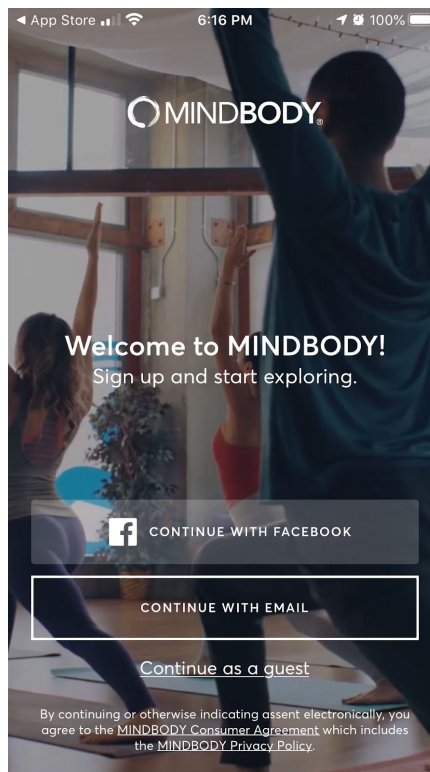 App Store 6:16 PM 100%
MINDBODY®
Welcome to MINDBODY!
Sign up and start exploring.
f CONTINUE WITH FACEBOOK
CONTINUE WITH EMAIL
Continue as a guest
By continuing or otherwise indicating assent electronically, you
agree to the MINDBODY Consumer Agreement which includes
the MINDBODY Privacy Policy.